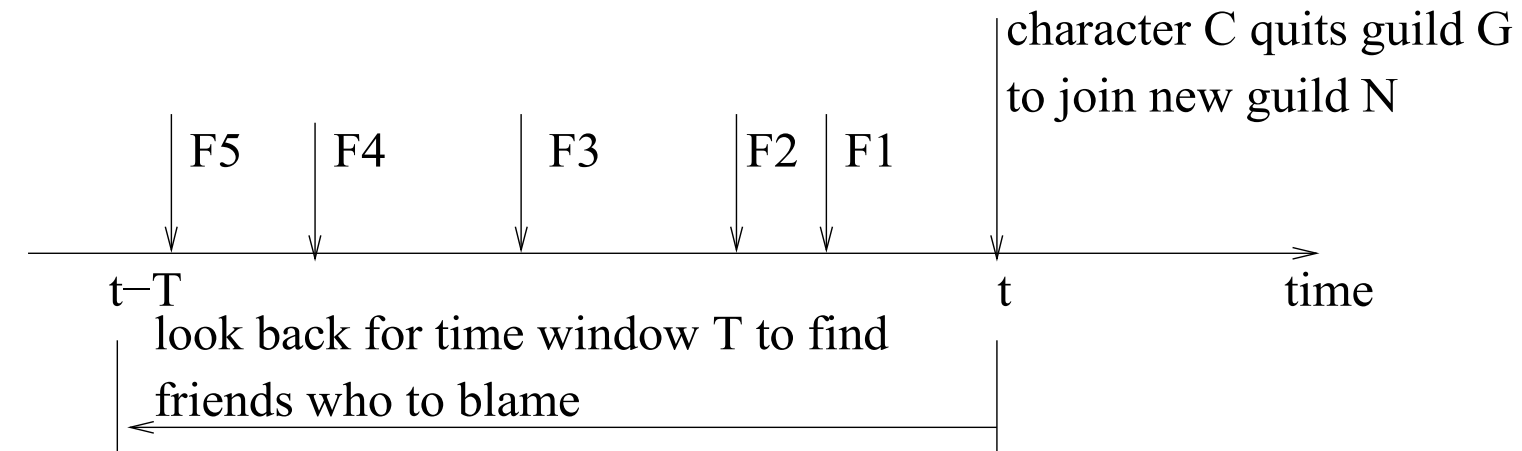 character C quits guild G
to join new guild N
F5
F4
F3
F2
F1
t−T
t
time
look back for time window T to find
friends who to blame